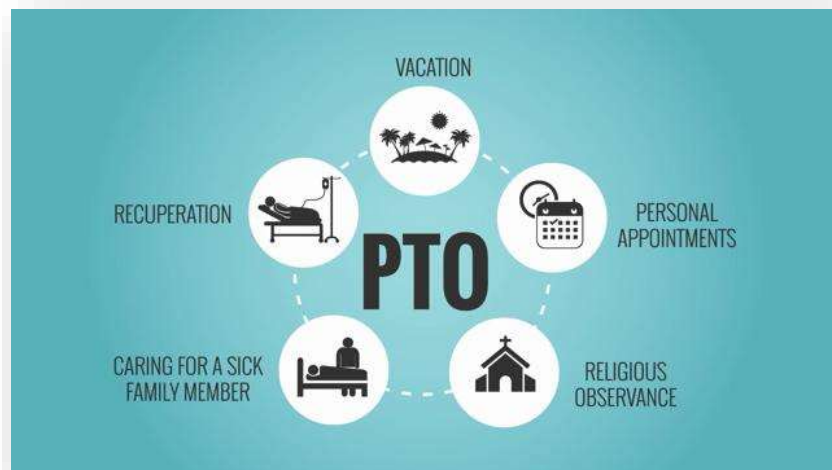 VACATION
PERSONAL
APPOINTMENTS
RELIGIOUS
OBSERVANCE
CARING FOR A SICK
FAMILY MEMBER
RECUPERATION
PTO